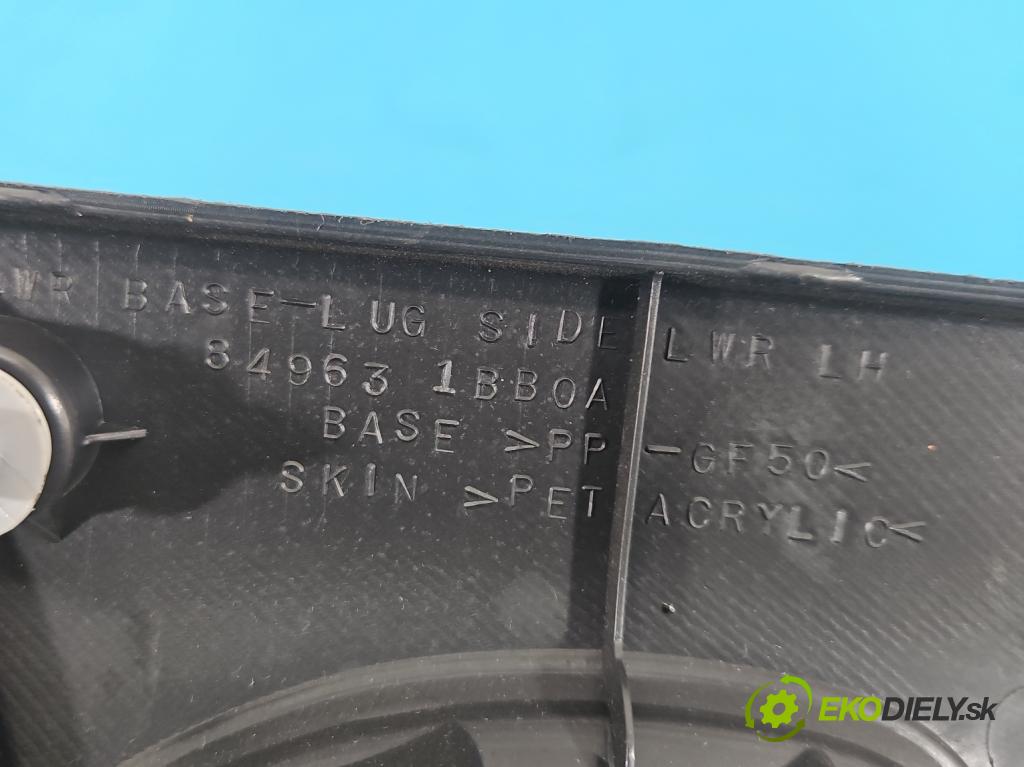 LWR BASE-LUG SIDE LWR LH
84963 1BB0A
BASE >PP-GF50<
SKIN >PET ACRYLIC<
EKODIELY.sk